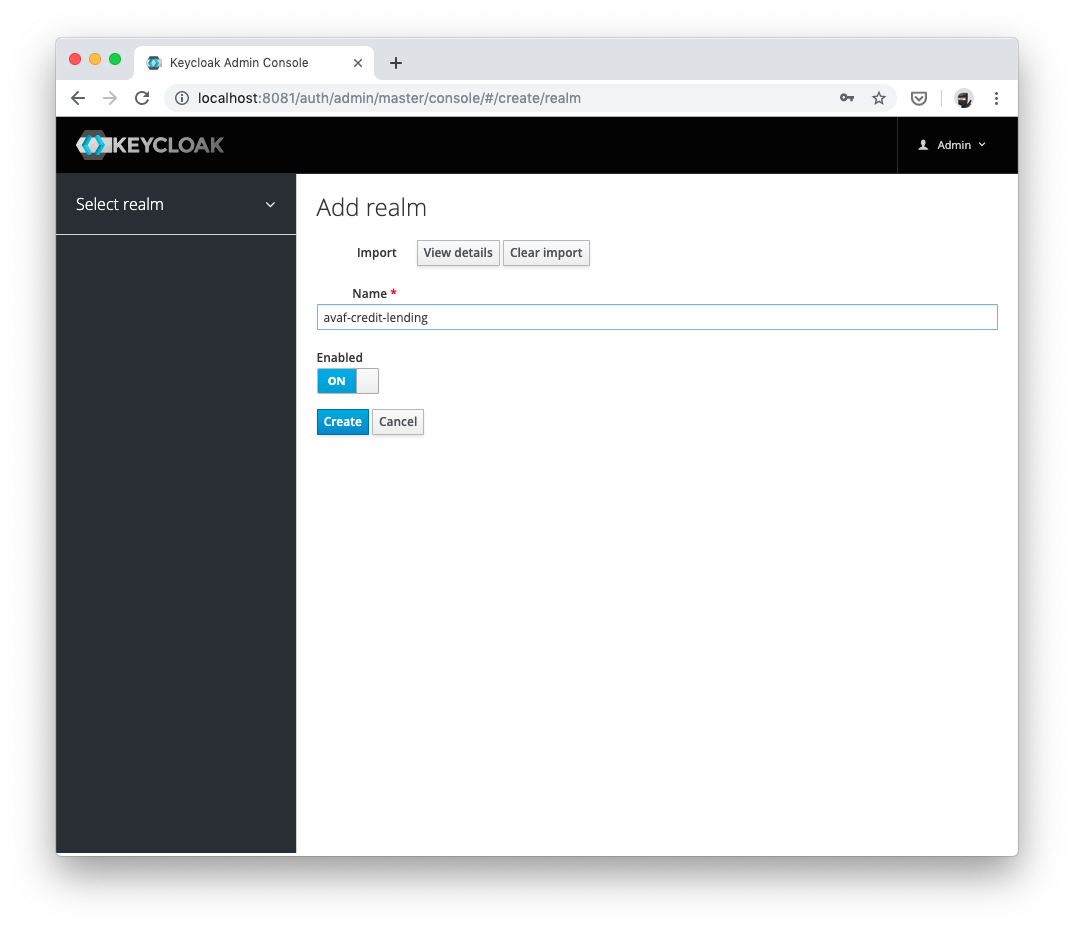 Keycloak Admin Console
localhost:8081/auth/admin/master/console/#/create/realm
KEYCLOAK
Admin
Select realm
Add realm
Import View details Clear import
Name *
avaf-credit-lending
Enabled
ON
Create Cancel